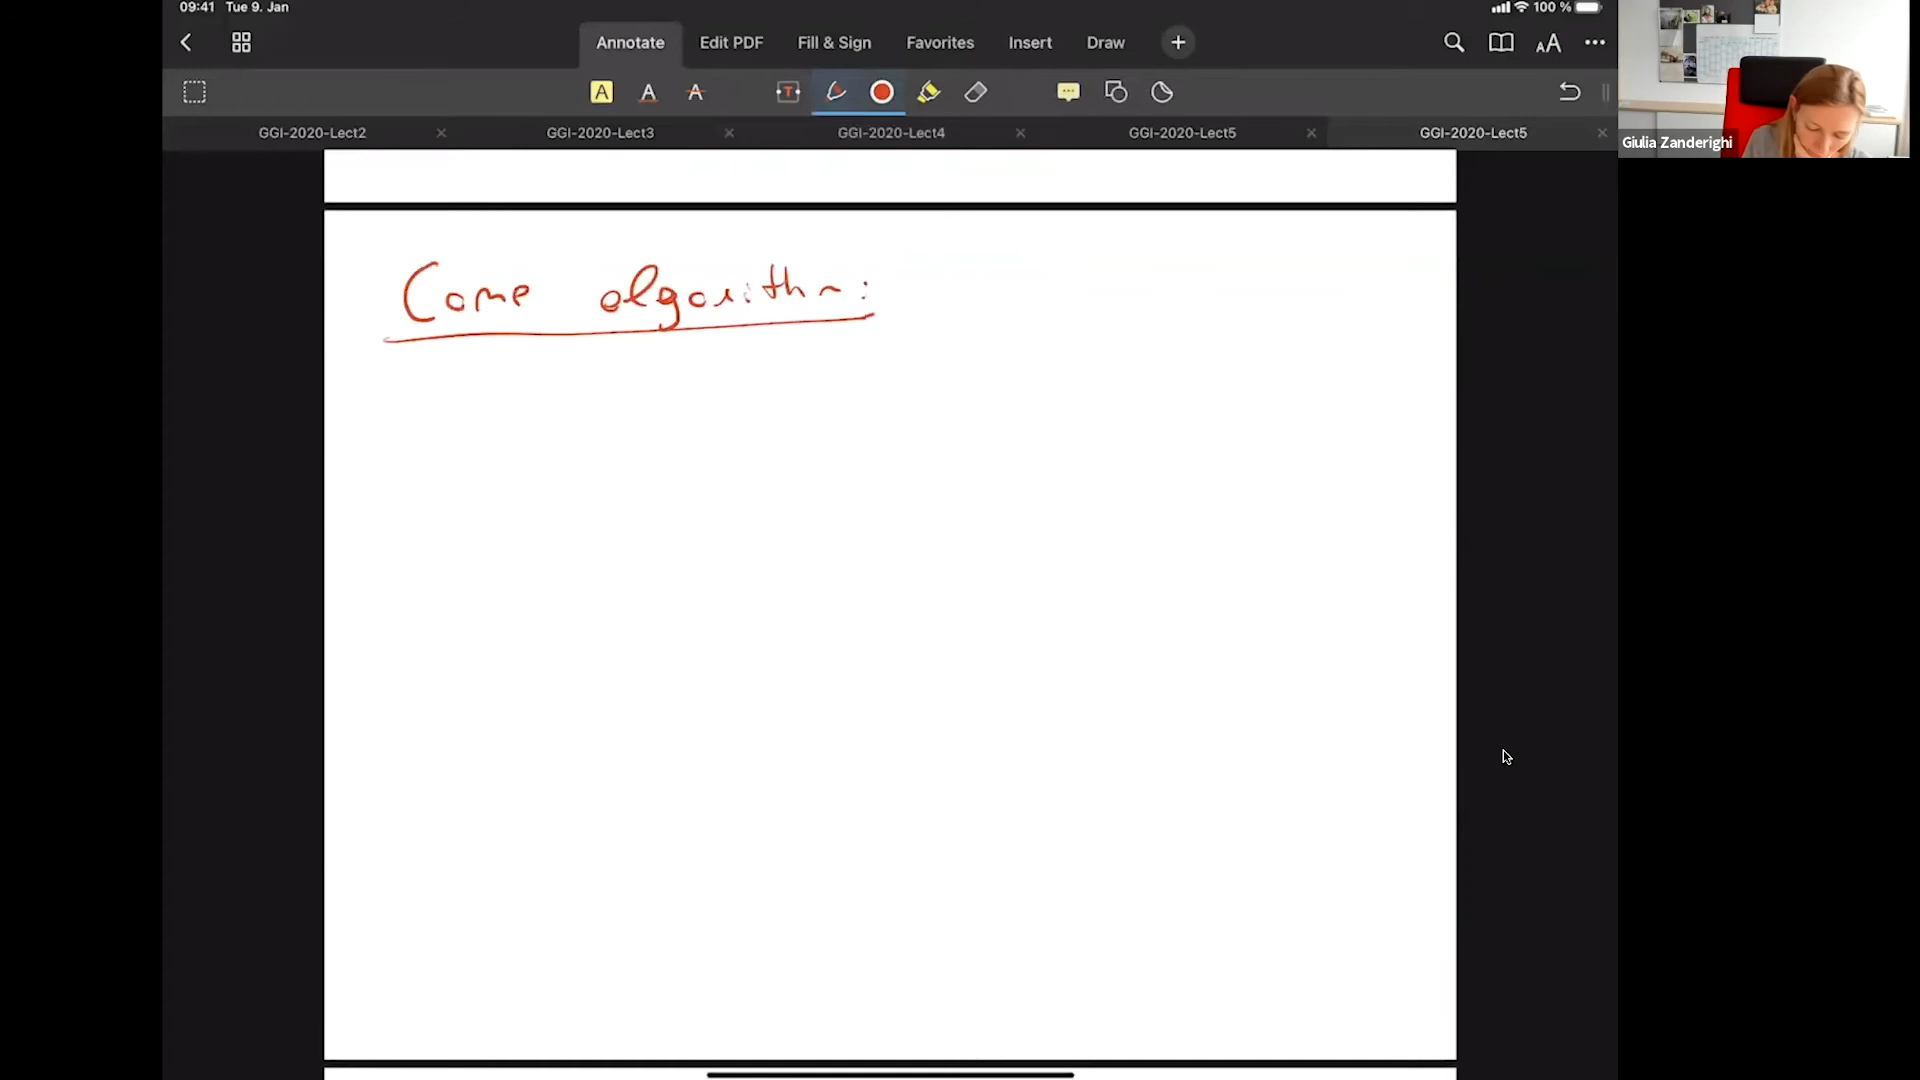 09:41 Tue 9. Jan 100 %
Annotate Edit PDF Fill & Sign Favorites Insert Draw
GGI-2020-Lect2 GGI-2020-Lect3 GGI-2020-Lect4 GGI-2020-Lect5 GGI-2020-Lect5
Giulia Zanderighi
Cone algorithm: